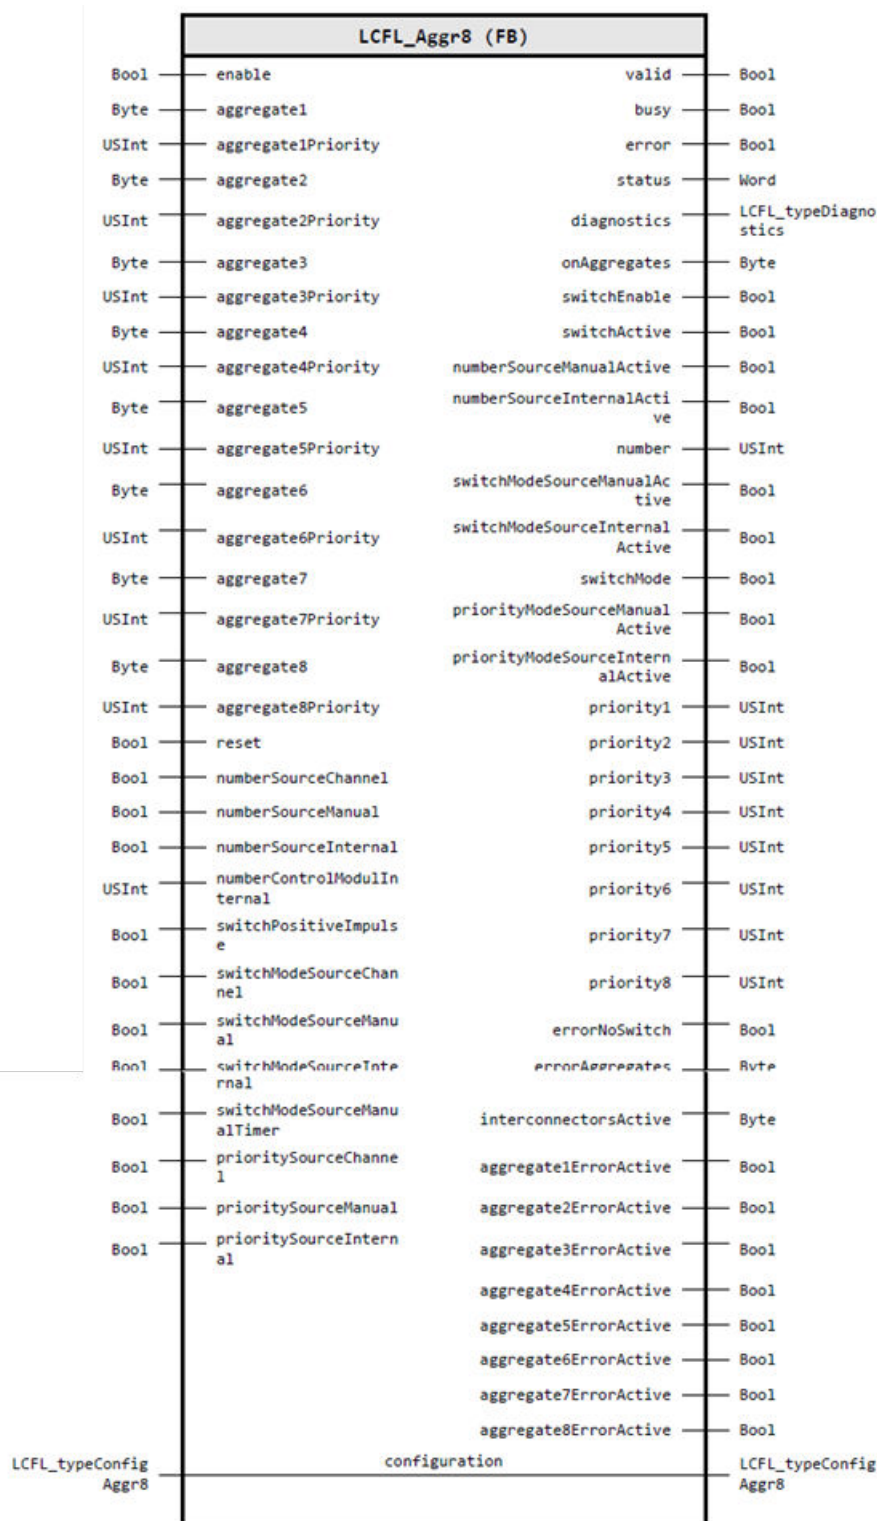 LCFL_Aggr8 (FB)
Bool enable valid Bool
Byte aggregate1 busy Bool
USInt aggregate1Priority error Bool
Byte aggregate2 status Word
USInt aggregate2Priority diagnostics LCFL_typeDiagno
stics
Byte aggregate3 onAggregates Byte
USInt aggregate3Priority switchEnable Bool
Byte aggregate4 switchActive Bool
USInt aggregate4Priority numberSourceManualActive Bool
Byte aggregate5 numberSourceInternalActi
ve Bool
USInt aggregate5Priority number USInt
Byte aggregate6 switchModeSourceManualAc
tive Bool
USInt aggregate6Priority switchModeSourceInternal
Active Bool
Byte aggregate7 switchMode Bool
USInt aggregate7Priority priorityModeSourceManual
Active Bool
Byte aggregate8 priorityModeSourceIntern
alActive Bool
USInt aggregate8Priority priority1 USInt
Bool reset priority2 USInt
Bool numberSourceChannel priority3 USInt
Bool numberSourceManual priority4 USInt
Bool numberSourceInternal priority5 USInt
USInt numberControlModulIn
ternal priority6 USInt
Bool switchPositiveImpuls
e priority7 USInt
Bool switchModeSourceChan
nel priority8 USInt
Bool switchModeSourceManu
al errorNoSwitch Bool
Bool switchModeSourceInte
rnal errorAggregates Byte
Bool switchModeSourceManu
alTimer interconnectorsActive Byte
Bool prioritySourceChanne
l aggregate1ErrorActive Bool
Bool prioritySourceManual aggregate2ErrorActive Bool
Bool prioritySourceIntern
al aggregate3ErrorActive Bool
aggregate4ErrorActive Bool
aggregate5ErrorActive Bool
aggregate6ErrorActive Bool
aggregate7ErrorActive Bool
aggregate8ErrorActive Bool
LCFL_typeConfig configuration LCFL_typeConfig
Aggr8 Aggr8